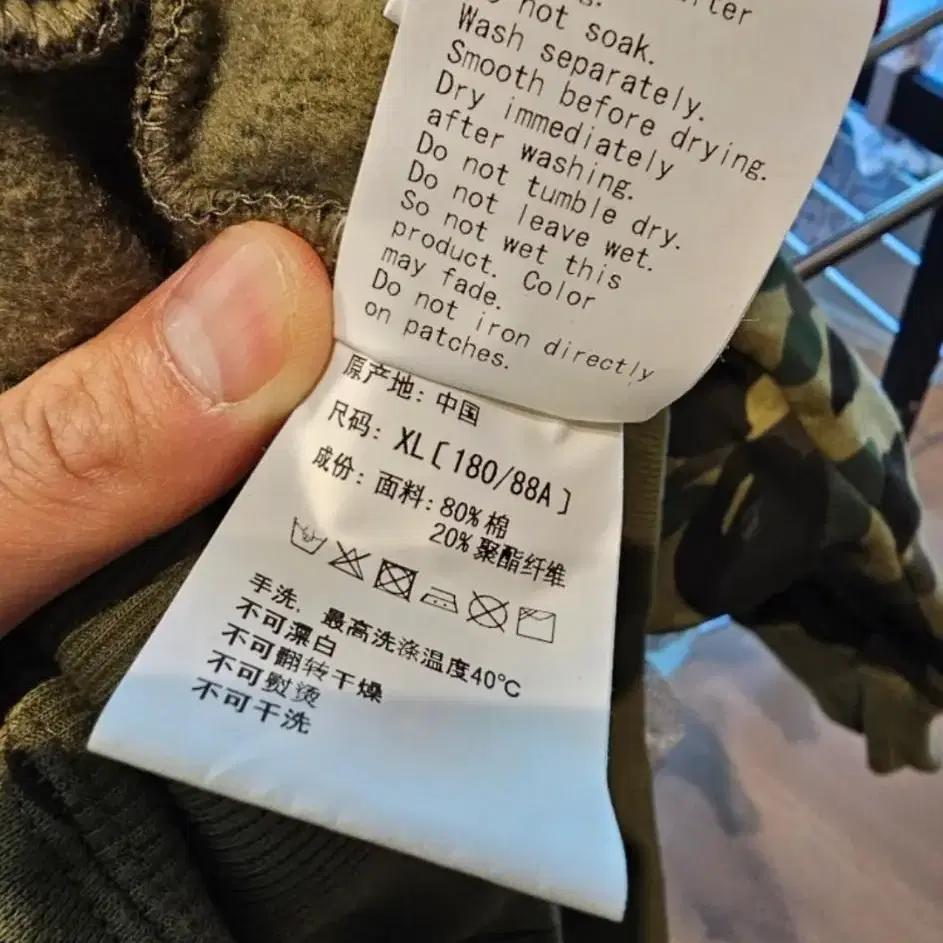 not soak.
Wash separately.
Smooth before drying.
Dry immediately
after washing.
Do not tumble dry.
Do not leave wet.
So not wet this
product. Color
may fade.
Do not iron directly
on patches.
原产地: 中国
尺码: XL[180/88A]
成份: 面料: 80%棉
20%聚酯纤维
手洗, 最高洗涤温度40℃
不可漂白
不可翻转干燥
不可熨烫
不可干洗